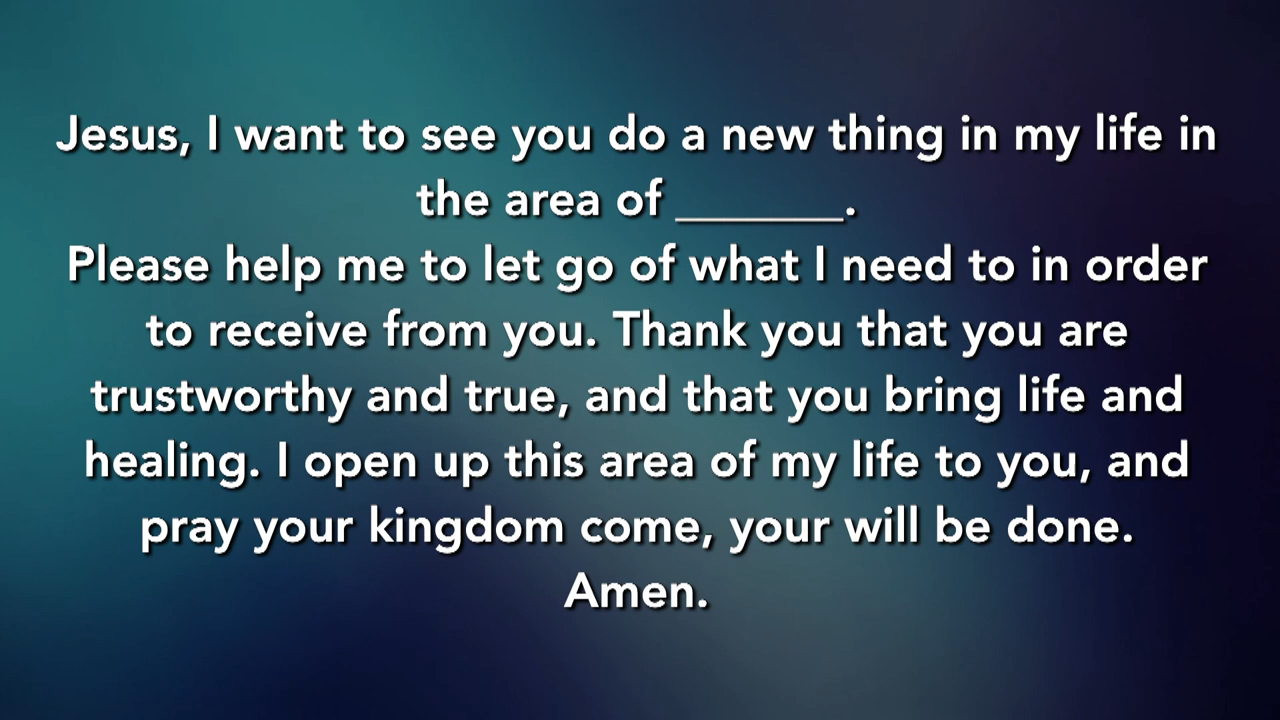 Jesus, I want to see you do a new thing in my life in
the area of _______.
Please help me to let go of what I need to in order
to receive from you. Thank you that you are
trustworthy and true, and that you bring life and
healing. I open up this area of my life to you, and
pray your kingdom come, your will be done.
Amen.